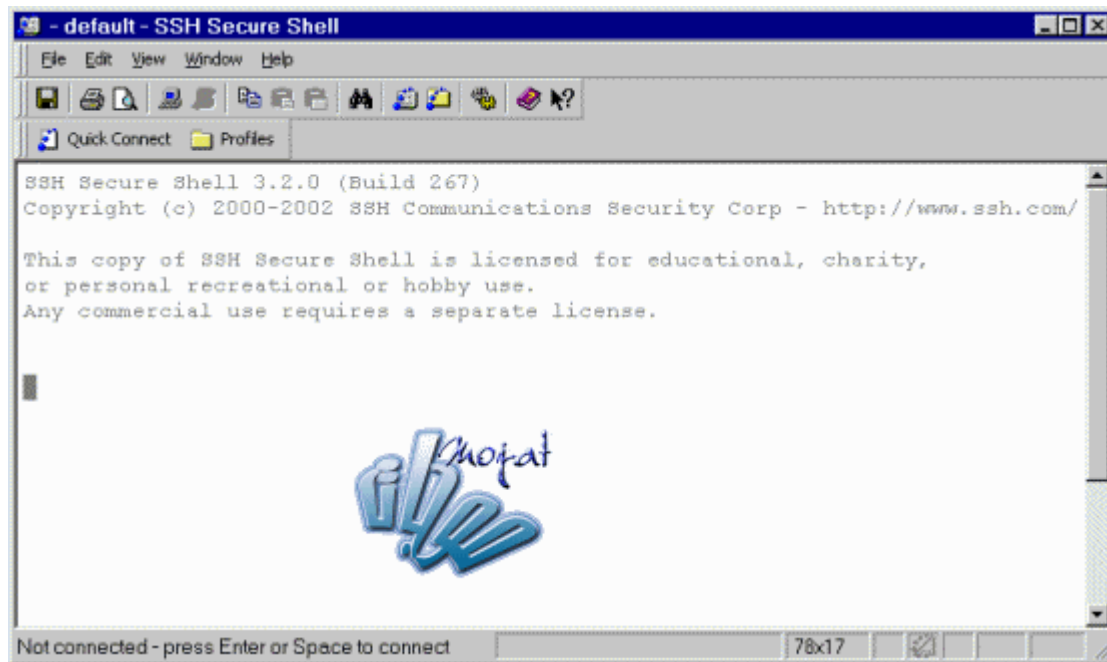 - default - SSH Secure Shell
File Edit View Window Help
Quick Connect Profiles
SSH Secure Shell 3.2.0 (Build 267)
Copyright (c) 2000-2002 SSH Communications Security Corp - http://www.ssh.com/
This copy of SSH Secure Shell is licensed for educational, charity,
or personal recreational or hobby use.
Any commercial use requires a separate license.
Not connected - press Enter or Space to connect 78x17